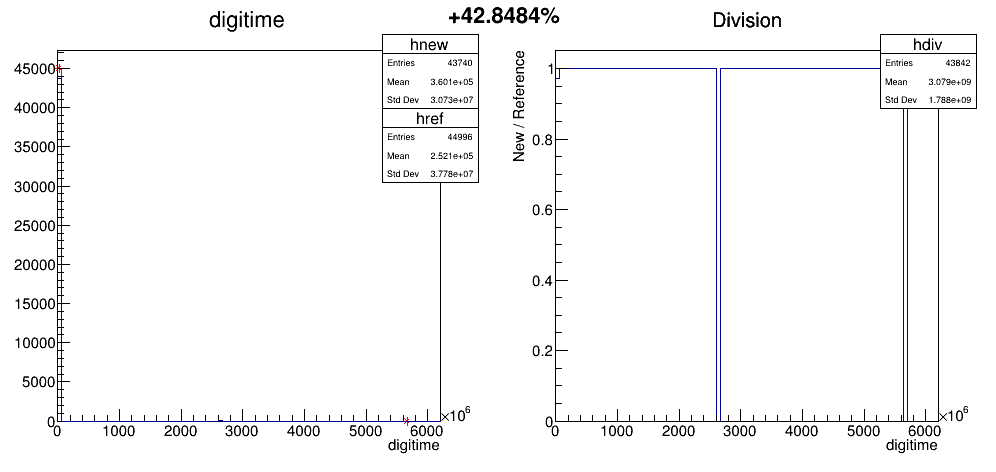 +42.8484%
digitime
hnew
Entries 43740
Mean 3.601e+05
Std Dev 3.073e+07
href
Entries 44996
Mean 2.521e+05
Std Dev 3.778e+07
45000
40000
35000
30000
25000
20000
15000
10000
5000
0
0 1000 2000 3000 4000 5000 6000
×10⁶
digitime
Division
hdiv
Entries 43842
Mean 3.079e+09
Std Dev 1.788e+09
New / Reference
1
0.8
0.6
0.4
0.2
0
0 1000 2000 3000 4000 5000 6000
×10⁶
digitime